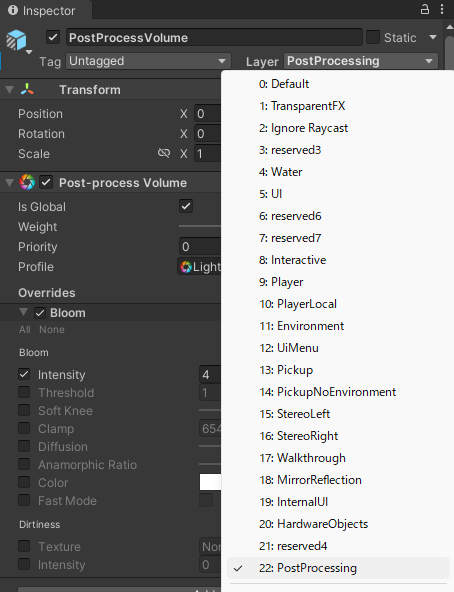 Inspector
PostProcessVolume
Static
Tag Untagged
Layer PostProcessing
Transform
Position X 0
Rotation X 0
Scale X 1
Post-process Volume
Is Global
Weight
Priority 0
Profile Light
Overrides
Bloom
All None
Bloom
Intensity 4
Threshold 1
Soft Knee
Clamp 654
Diffusion
Anamorphic Ratio
Color
Fast Mode
Dirtiness
Texture Non
Intensity 0
0: Default
1: TransparentFX
2: Ignore Raycast
3: reserved3
4: Water
5: UI
6: reserved6
7: reserved7
8: Interactive
9: Player
10: PlayerLocal
11: Environment
12: UiMenu
13: Pickup
14: PickupNoEnvironment
15: StereoLeft
16: StereoRight
17: Walkthrough
18: MirrorReflection
19: InternalUI
20: HardwareObjects
21: reserved4
22: PostProcessing